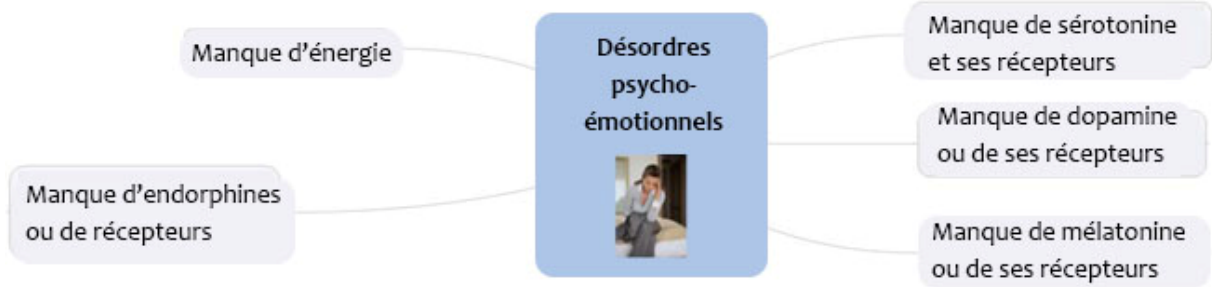 Manque d’énergie
Manque d’endorphines
ou de récepteurs
Désordres
psycho-
émotionnels
Manque de sérotonine
et ses récepteurs
Manque de dopamine
ou de ses récepteurs
Manque de mélatonine
ou de ses récepteurs